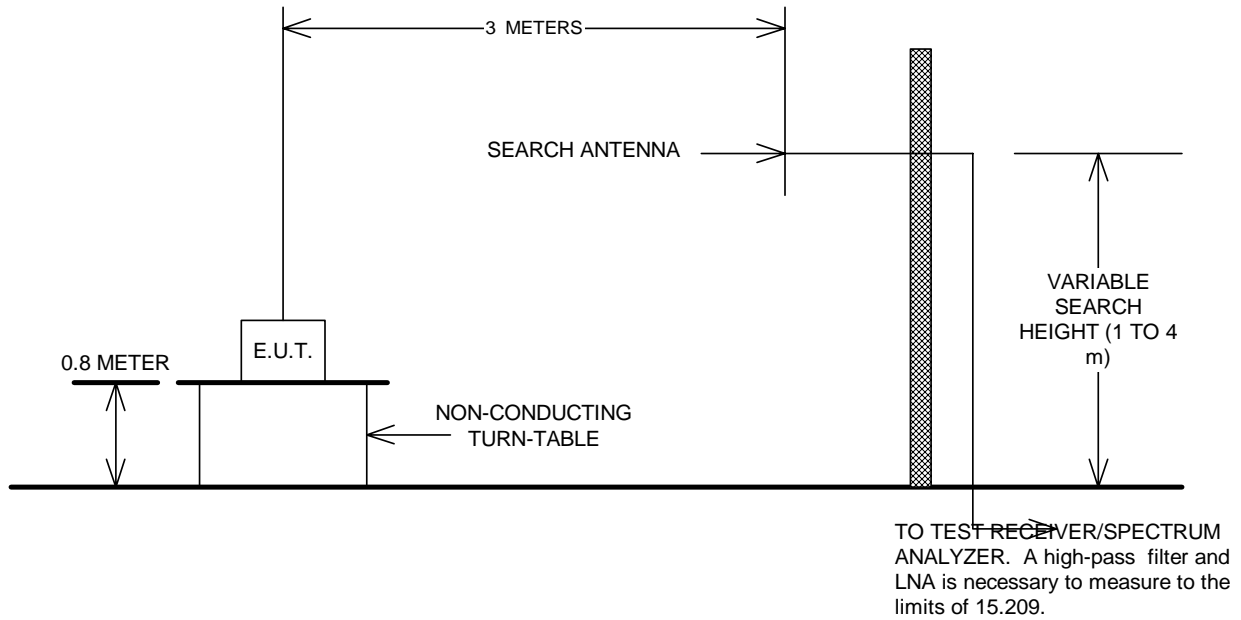 3 METERS
SEARCH ANTENNA
VARIABLE
SEARCH
HEIGHT (1 TO 4
m)
E.U.T.
0.8 METER
NON-CONDUCTING
TURN-TABLE
TO TEST RECEIVER/SPECTRUM
ANALYZER. A high-pass filter and
LNA is necessary to measure to the
limits of 15.209.